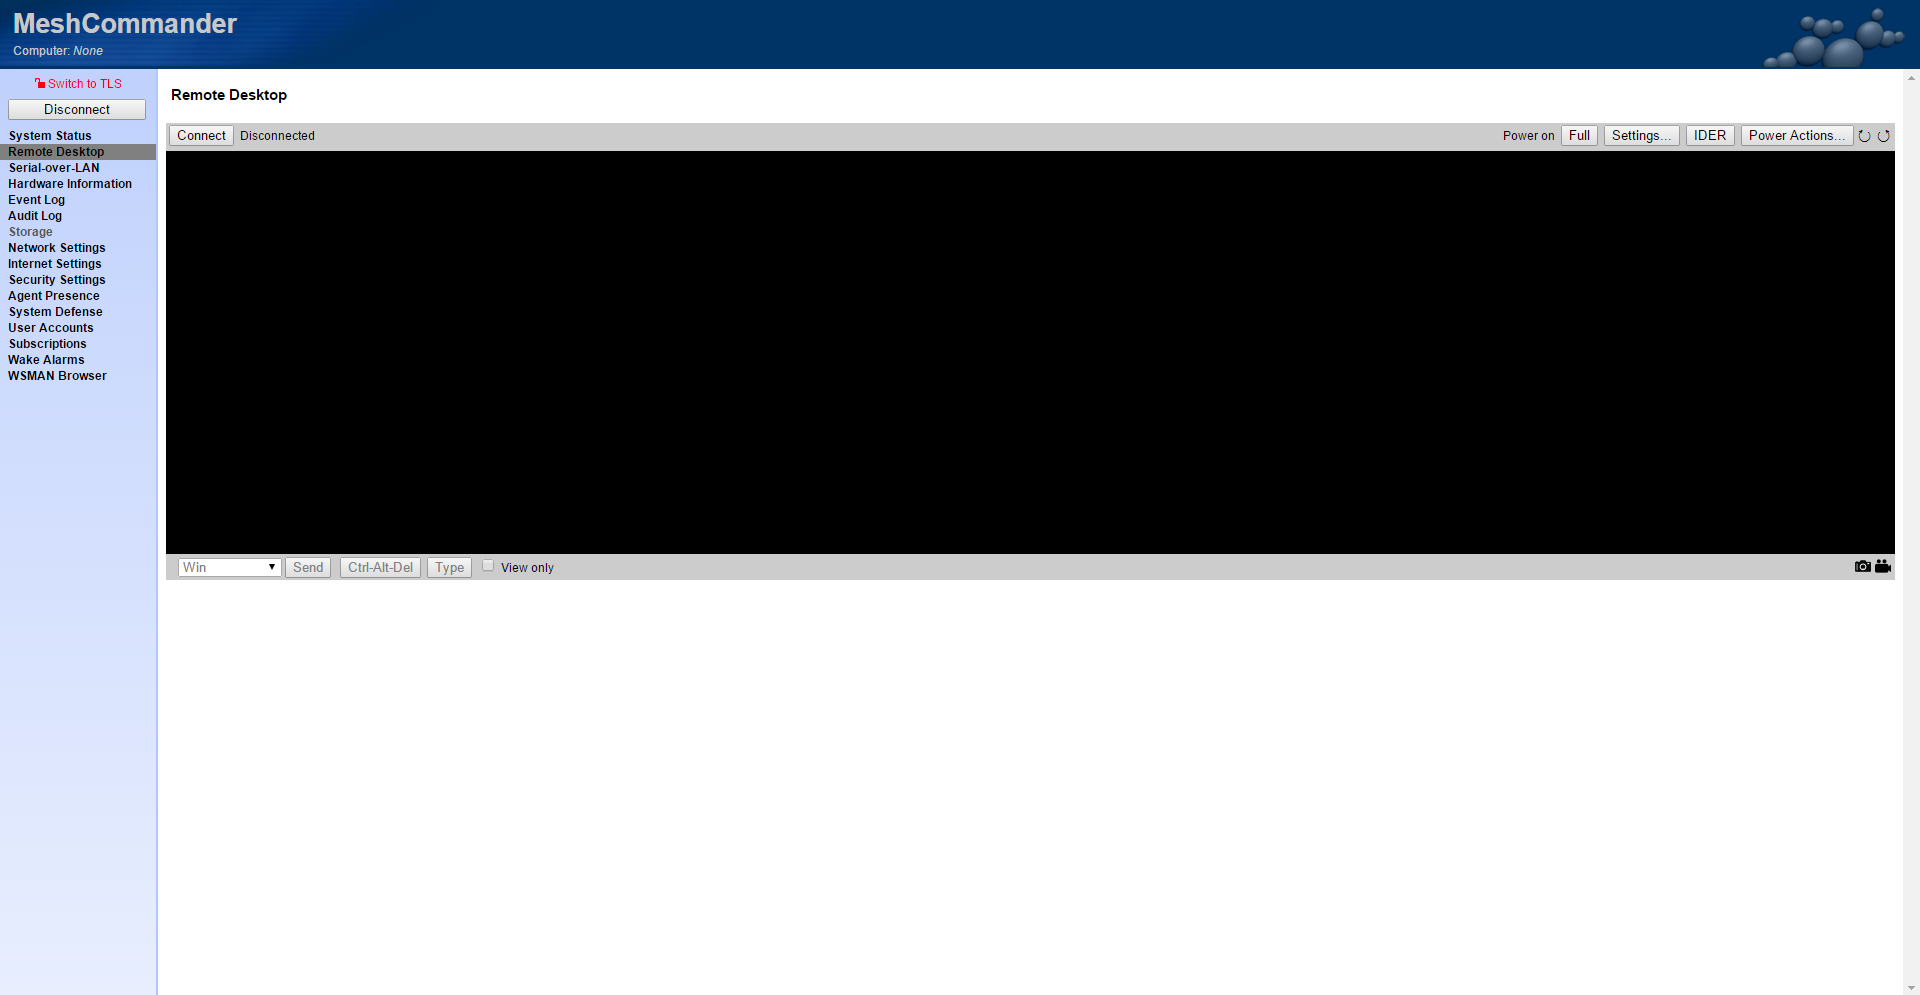 MeshCommander
Computer: None
Switch to TLS
Disconnect
System Status
Remote Desktop
Serial-over-LAN
Hardware Information
Event Log
Audit Log
Storage
Network Settings
Internet Settings
Security Settings
Agent Presence
System Defense
User Accounts
Subscriptions
Wake Alarms
WSMAN Browser
Remote Desktop
Connect Disconnected Power on Full Settings... IDER Power Actions...
Win Send Ctrl-Alt-Del Type View only